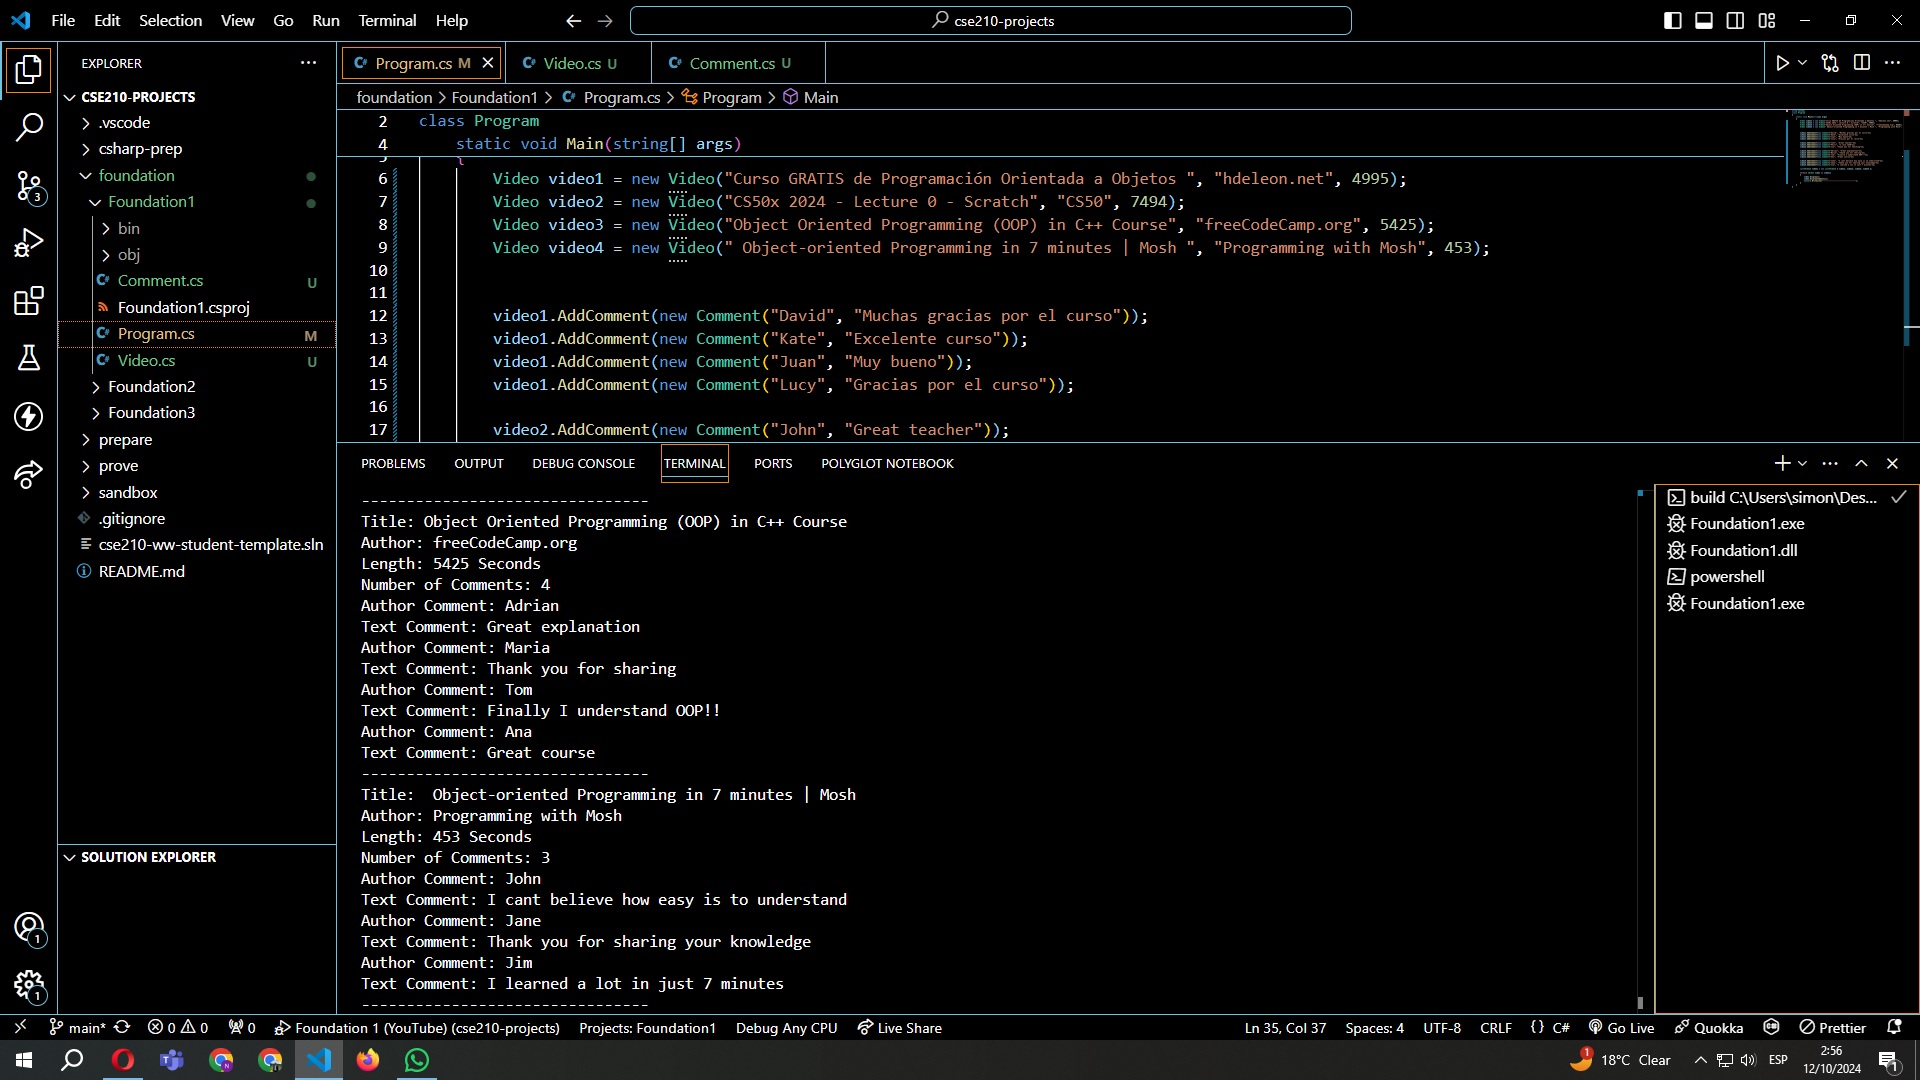 File Edit Selection View Go Run Terminal Help
cse210-projects
EXPLORER
CSE210-PROJECTS
.vscode
csharp-prep
foundation
Foundation1
bin
obj
Comment.cs U
Foundation1.csproj
Program.cs M
Video.cs U
Foundation2
Foundation3
prepare
prove
sandbox
.gitignore
cse210-ww-student-template.sln
README.md
SOLUTION EXPLORER
3
1
1
Program.cs M
Video.cs U
Comment.cs U
foundation > Foundation1 > Program.cs > Program > Main
2 class Program
4 static void Main(string[] args)
5 {
6 Video video1 = new Video("Curso GRATIS de Programación Orientada a Objetos ", "hdeleon.net", 4995);
7 Video video2 = new Video("CS50x 2024 - Lecture 0 - Scratch", "CS50", 7494);
8 Video video3 = new Video("Object Oriented Programming (OOP) in C++ Course", "freeCodeCamp.org", 5425);
9 Video video4 = new Video(" Object-oriented Programming in 7 minutes | Mosh ", "Programming with Mosh", 453);
10
11
12 video1.AddComment(new Comment("David", "Muchas gracias por el curso"));
13 video1.AddComment(new Comment("Kate", "Excelente curso"));
14 video1.AddComment(new Comment("Juan", "Muy bueno"));
15 video1.AddComment(new Comment("Lucy", "Gracias por el curso"));
16
17 video2.AddComment(new Comment("John", "Great teacher"));
PROBLEMS OUTPUT DEBUG CONSOLE TERMINAL PORTS POLYGLOT NOTEBOOK
--------------------------------
Title: Object Oriented Programming (OOP) in C++ Course
Author: freeCodeCamp.org
Length: 5425 Seconds
Number of Comments: 4
Author Comment: Adrian
Text Comment: Great explanation
Author Comment: Maria
Text Comment: Thank you for sharing
Author Comment: Tom
Text Comment: Finally I understand OOP!!
Author Comment: Ana
Text Comment: Great course
--------------------------------
Title:  Object-oriented Programming in 7 minutes | Mosh
Author: Programming with Mosh
Length: 453 Seconds
Number of Comments: 3
Author Comment: John
Text Comment: I cant believe how easy is to understand
Author Comment: Jane
Text Comment: Thank you for sharing your knowledge
Author Comment: Jim
Text Comment: I learned a lot in just 7 minutes
--------------------------------
build C:\Users\simon\Des...
Foundation1.exe
Foundation1.dll
powershell
Foundation1.exe
main* 0 0 0 Foundation 1 (YouTube) (cse210-projects) Projects: Foundation1 Debug Any CPU Live Share Ln 35, Col 37 Spaces: 4 UTF-8 CRLF {} C# Go Live Quokka Prettier
1 18°C Clear ESP
2:56
12/10/2024
1